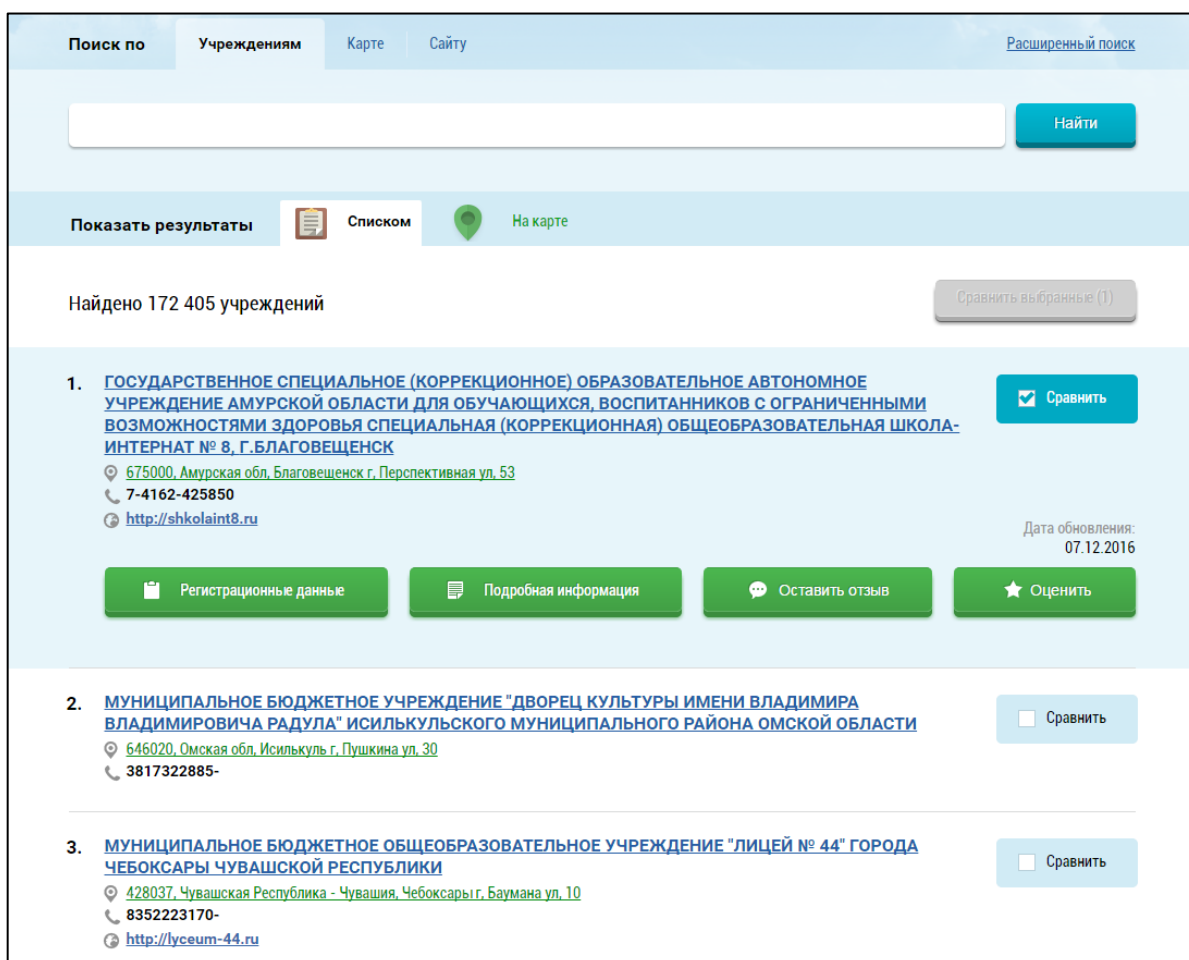 Поиск по Учреждениям Карте Сайту Расширенный поиск
Найти
Показать результаты Списком На карте
Найдено 172 405 учреждений Сравнить выбранные (1)
1. ГОСУДАРСТВЕННОЕ СПЕЦИАЛЬНОЕ (КОРРЕКЦИОННОЕ) ОБРАЗОВАТЕЛЬНОЕ АВТОНОМНОЕ
УЧРЕЖДЕНИЕ АМУРСКОЙ ОБЛАСТИ ДЛЯ ОБУЧАЮЩИХСЯ, ВОСПИТАННИКОВ С ОГРАНИЧЕННЫМИ
ВОЗМОЖНОСТЯМИ ЗДОРОВЬЯ СПЕЦИАЛЬНАЯ (КОРРЕКЦИОННАЯ) ОБЩЕОБРАЗОВАТЕЛЬНАЯ ШКОЛА-
ИНТЕРНАТ № 8, Г.БЛАГОВЕЩЕНСК
Сравнить
675000, Амурская обл, Благовещенск г, Перспективная ул, 53
7-4162-425850
http://shkolaint8.ru
Дата обновления:
07.12.2016
Регистрационные данные Подробная информация Оставить отзыв Оценить
2. МУНИЦИПАЛЬНОЕ БЮДЖЕТНОЕ УЧРЕЖДЕНИЕ "ДВОРЕЦ КУЛЬТУРЫ ИМЕНИ ВЛАДИМИРА
ВЛАДИМИРОВИЧА РАДУЛА" ИСИЛЬКУЛЬСКОГО МУНИЦИПАЛЬНОГО РАЙОНА ОМСКОЙ ОБЛАСТИ
Сравнить
646020, Омская обл, Исилькуль г, Пушкина ул, 30
3817322885-
3. МУНИЦИПАЛЬНОЕ БЮДЖЕТНОЕ ОБЩЕОБРАЗОВАТЕЛЬНОЕ УЧРЕЖДЕНИЕ "ЛИЦЕЙ № 44" ГОРОДА
ЧЕБОКСАРЫ ЧУВАШСКОЙ РЕСПУБЛИКИ
Сравнить
428037, Чувашская Республика - Чувашия, Чебоксары г, Баумана ул, 10
8352223170-
http://lyceum-44.ru